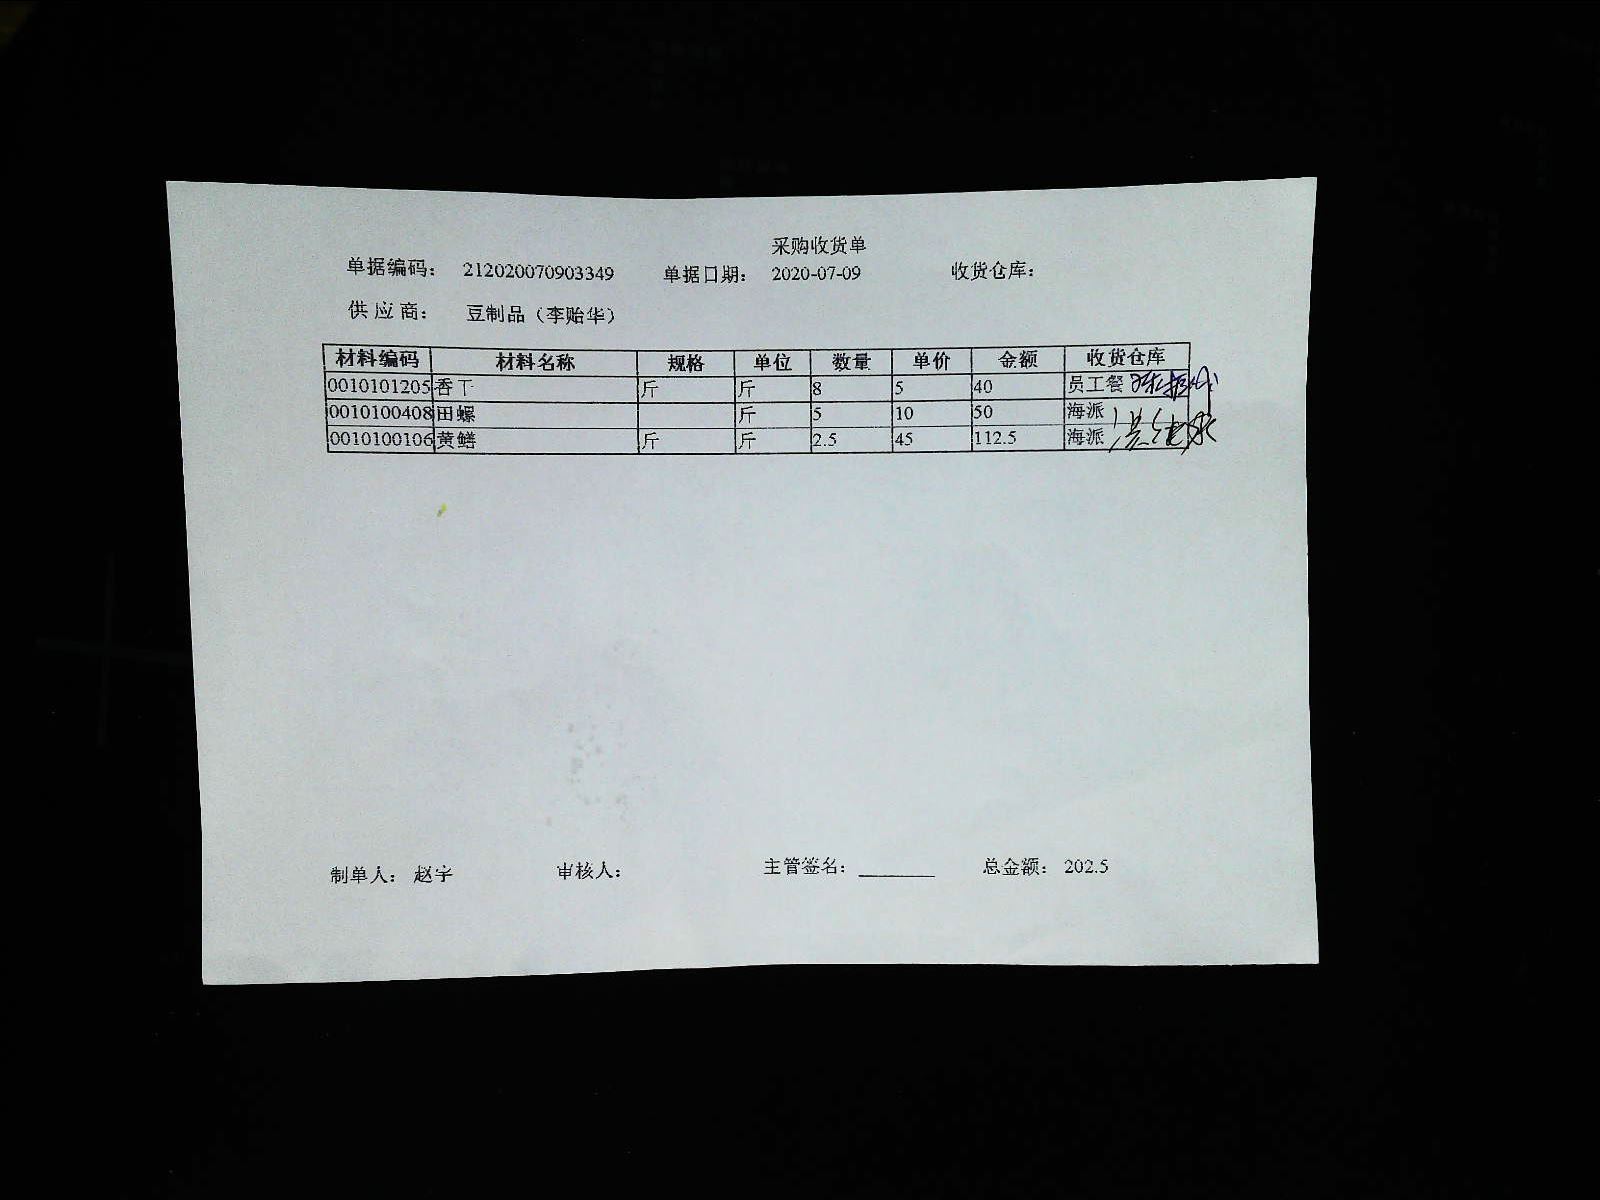 采购收货单
单据编码： 212020070903349 单据日期： 2020-07-09 收货仓库：
供应商： 豆制品（李贻华）
材料编码 材料名称 规格 单位 数量 单价 金额 收货仓库
0010101205 香干 斤 斤 8 5 40 员工餐
0010100408 田螺 斤 5 10 50 海派
0010100106 黄鳝 斤 斤 2.5 45 112.5 海派
制单人： 赵宇 审核人： 主管签名： 总金额： 202.5